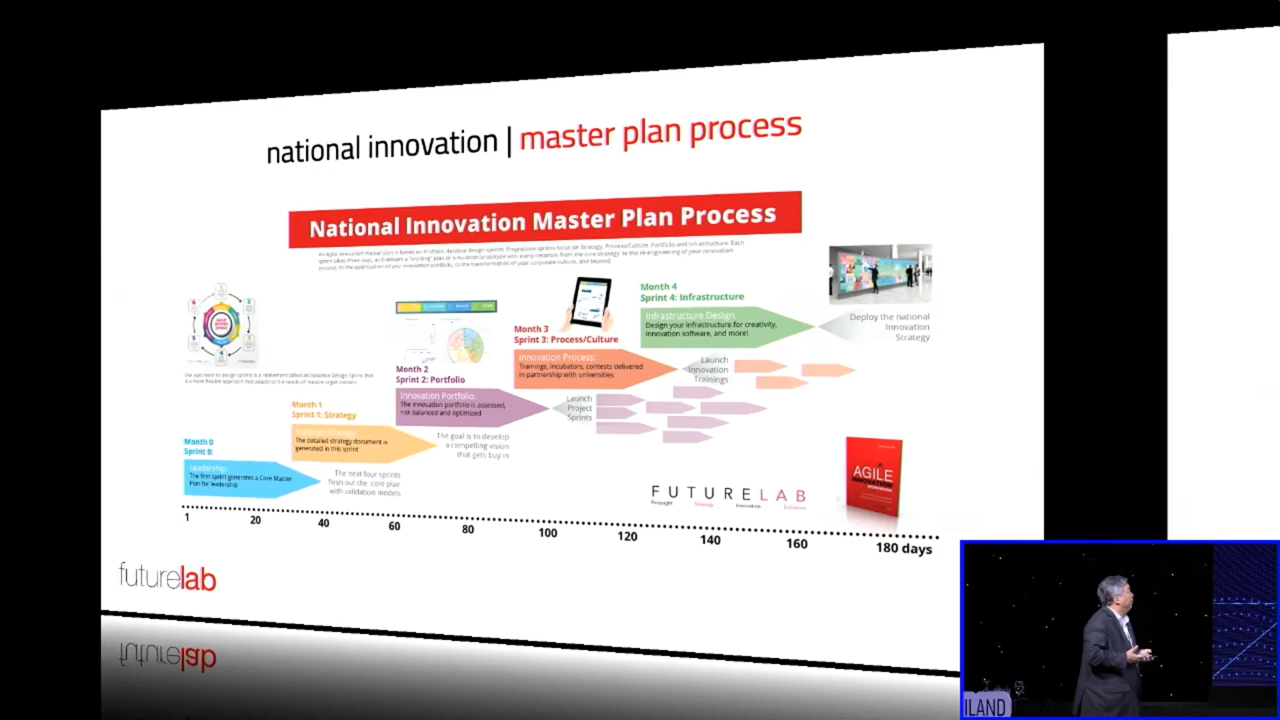 national innovation | master plan process
National Innovation Master Plan Process
Month 4
Sprint 4: Infrastructure
Infrastructure Design:
Design your infrastructure for creativity,
innovation software, and more!
Deploy the national
Innovation
Strategy
Month 3
Sprint 3: Process/Culture
Innovation Process:
Trainings, incubators, contests delivered
in partnership with universities.
Launch
Innovation
Trainings
Month 2
Sprint 2: Portfolio
Innovation Portfolio:
The innovation portfolio is assessed,
risk balanced and optimized
Launch
Project
Sprints
Month 1
Sprint 1: Strategy
The detailed strategy document is
generated in this sprint
The goal is to develop
a compelling vision
that gets buy in
Month 0
Sprint 0:
Leadership:
The first sprint generates a Core Master
Plan for leadership
The next four sprints
flesh out the core plan
with validation models
AGILE
INNOVATION
FUTURELAB
Foresight Strategy Innovation Solutions
1 20 40 60 80 100 120 140 160 180 days
futurelab
ILAND